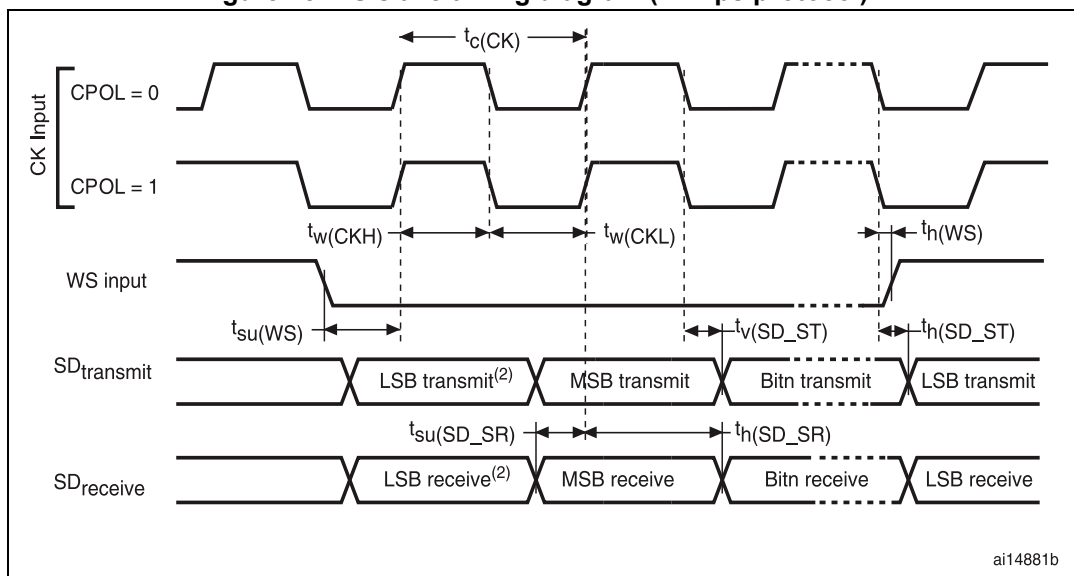 tc(CK)
CK Input
CPOL = 0
CPOL = 1
tw(CKH)
tw(CKL)
th(WS)
WS input
tsu(WS)
tv(SD_ST)
th(SD_ST)
SDtransmit
LSB transmit(2)
MSB transmit
Bitn transmit
LSB transmit
tsu(SD_SR)
th(SD_SR)
SDreceive
LSB receive(2)
MSB receive
Bitn receive
LSB receive
ai14881b